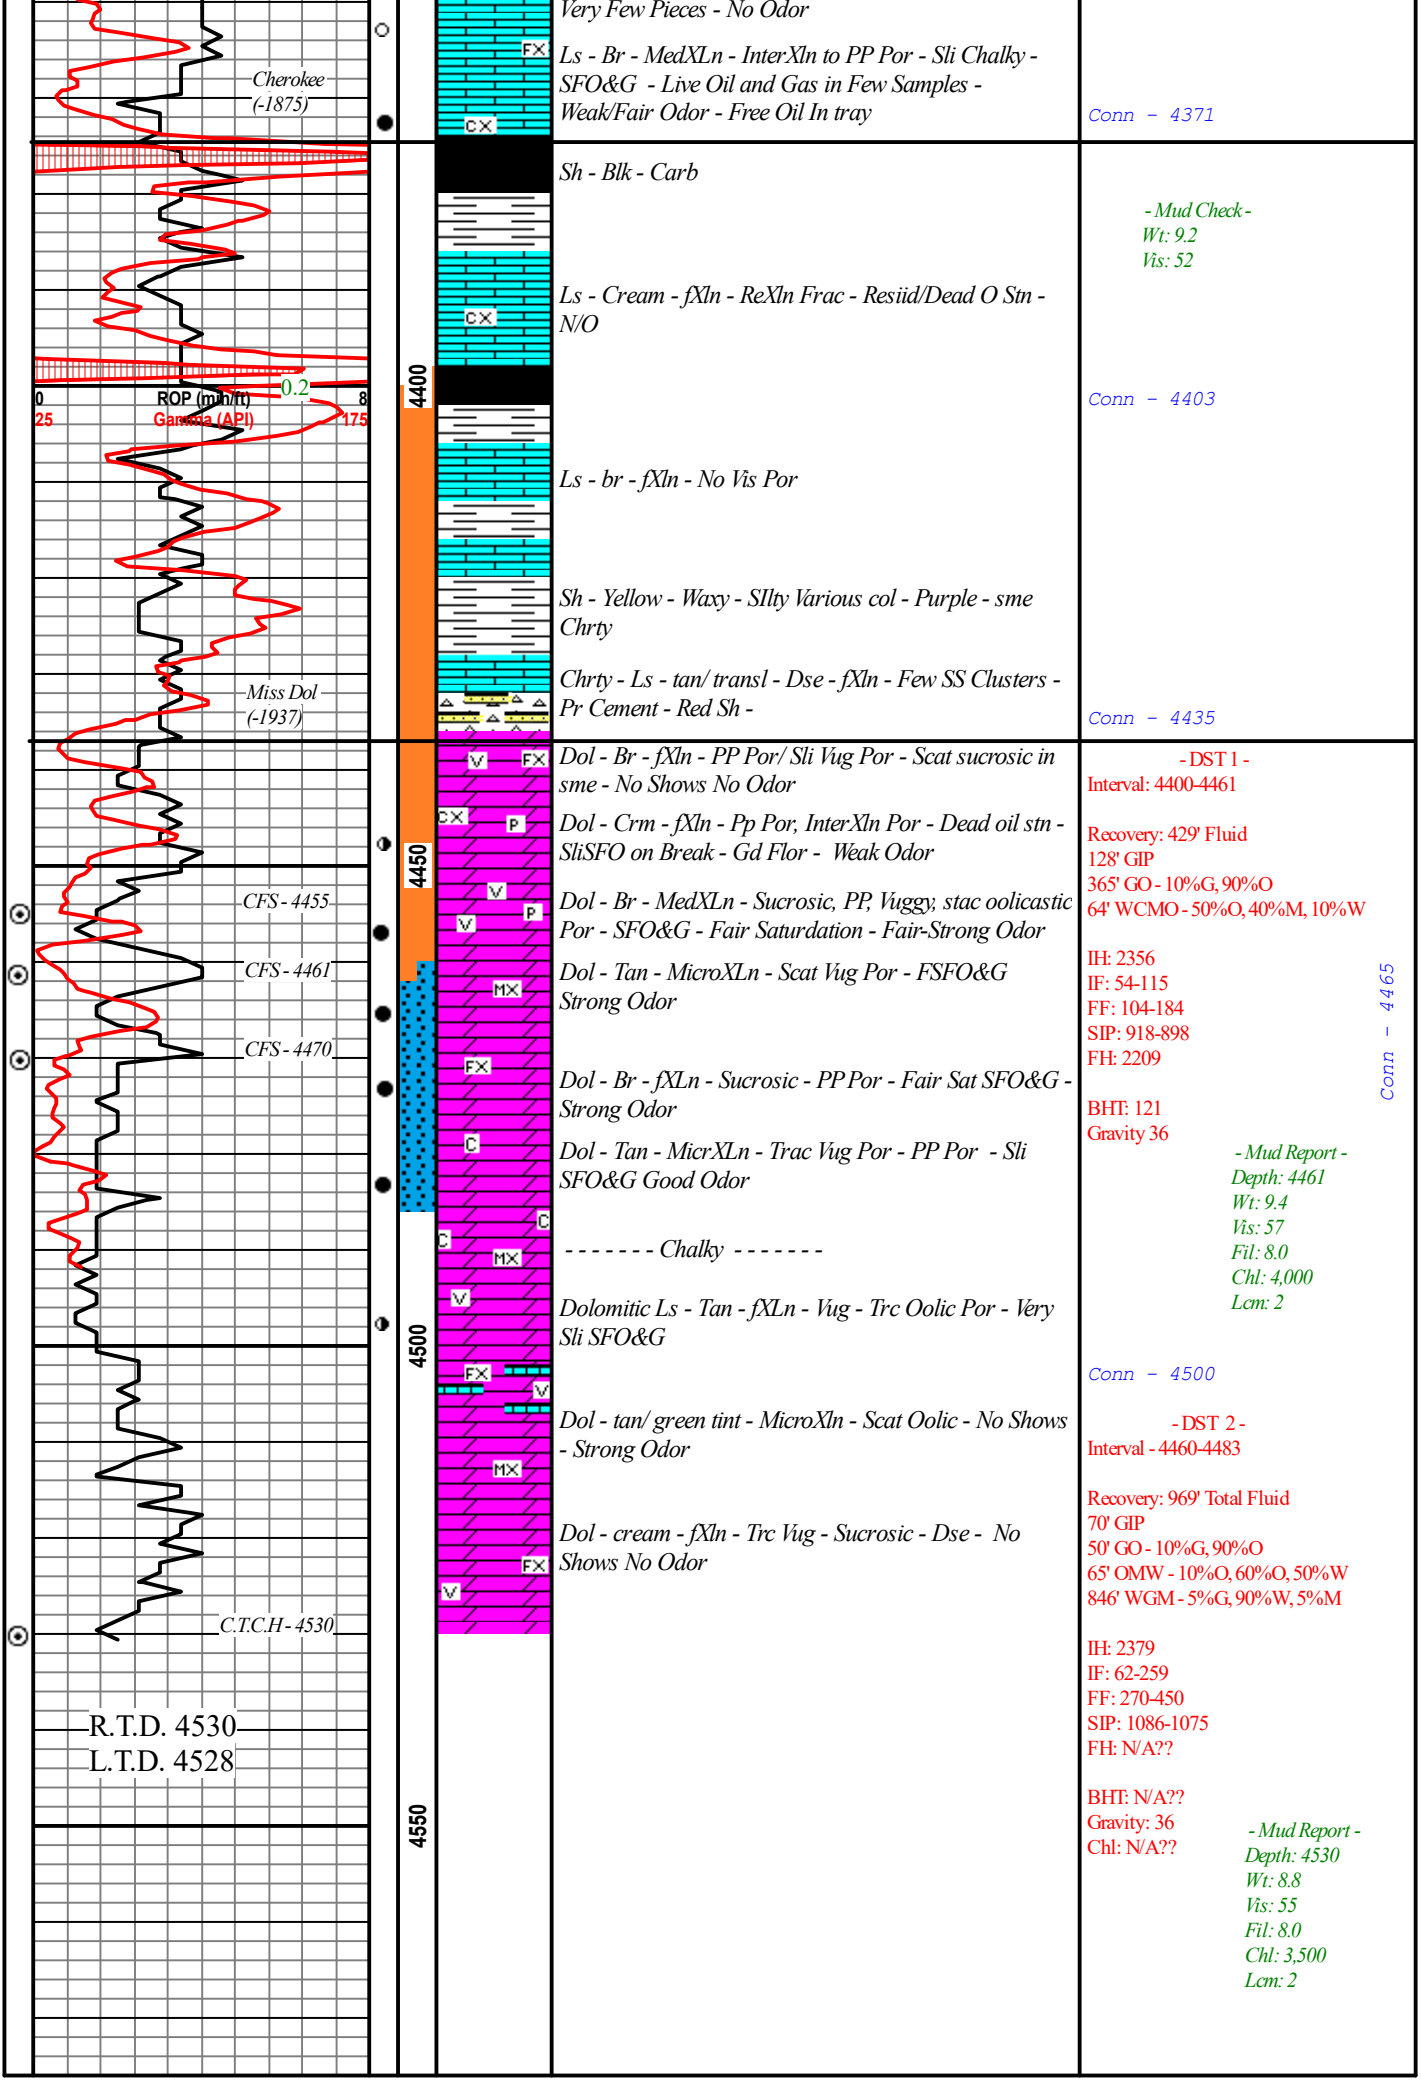 Very Few Pieces - No Odor
Ls - Br - MedXLn - InterXln to PP Por - Sli Chalky -
SFO&G - Live Oil and Gas in Few Samples -
Weak/Fair Odor - Free Oil In tray
FX
CX
Cherokee
(-1875)
Conn - 4371
Sh - Blk - Carb
- Mud Check -
Wt: 9.2
Vis: 52
Ls - Cream - fXln - ReXln Frac - Resiid/Dead O Stn -
N/O
CX
0.2
0 ROP (min/ft) 8
25 Gamma (API) 175
4400
Conn - 4403
Ls - br - fXln - No Vis Por
Sh - Yellow - Waxy - SIlty Various col - Purple - sme
Chrty
Chrty - Ls - tan/ transl - Dse - fXln - Few SS Clusters -
Pr Cement - Red Sh -
Miss Dol
(-1937)
Conn - 4435
V FX
Dol - Br - fXln - PP Por/ Sli Vug Por - Scat sucrosic in
sme - No Shows No Odor
CX P
Dol - Crm - fXln - Pp Por, InterXln Por - Dead oil stn -
SliSFO on Break - Gd Flor - Weak Odor
4450
CFS - 4455
V P
V
Dol - Br - MedXLn - Sucrosic, PP, Vuggy, stac oolicastic
Por - SFO&G - Fair Saturdation - Fair-Strong Odor
CFS - 4461
MX
Dol - Tan - MicroXLn - Scat Vug Por - FSFO&G
Strong Odor
CFS - 4470
FX
Dol - Br - fXLn - Sucrosic - PP Por - Fair Sat SFO&G -
Strong Odor
C
Dol - Tan - MicrXLn - Trac Vug Por - PP Por - Sli
SFO&G Good Odor
C
C
MX
- - - - - - - Chalky - - - - - - -
V
Dolomitic Ls - Tan - fXLn - Vug - Trc Oolic Por - Very
Sli SFO&G
4500
FX
V
Dol - tan/ green tint - MicroXln - Scat Oolic - No Shows
- Strong Odor
MX
Dol - cream - fXln - Trc Vug - Sucrosic - Dse - No
Shows No Odor
FX
V
C.T.C.H - 4530
R.T.D. 4530
L.T.D. 4528
4550
- DST 1 -
Interval: 4400-4461
Recovery: 429' Fluid
128' GIP
365' GO - 10%G, 90%O
64' WCMO - 50%O, 40%M, 10%W
IH: 2356
IF: 54-115
FF: 104-184
SIP: 918-898
FH: 2209
BHT: 121
Gravity 36
Conn - 4465
- Mud Report -
Depth: 4461
Wt: 9.4
Vis: 57
Fil: 8.0
Chl: 4,000
Lcm: 2
Conn - 4500
- DST 2 -
Interval - 4460-4483
Recovery: 969' Total Fluid
70' GIP
50' GO - 10%G, 90%O
65' OMW - 10%O, 60%O, 50%W
846' WGM - 5%G, 90%W, 5%M
IH: 2379
IF: 62-259
FF: 270-450
SIP: 1086-1075
FH: N/A??
BHT: N/A??
Gravity: 36
Chl: N/A??
- Mud Report -
Depth: 4530
Wt: 8.8
Vis: 55
Fil: 8.0
Chl: 3,500
Lcm: 2